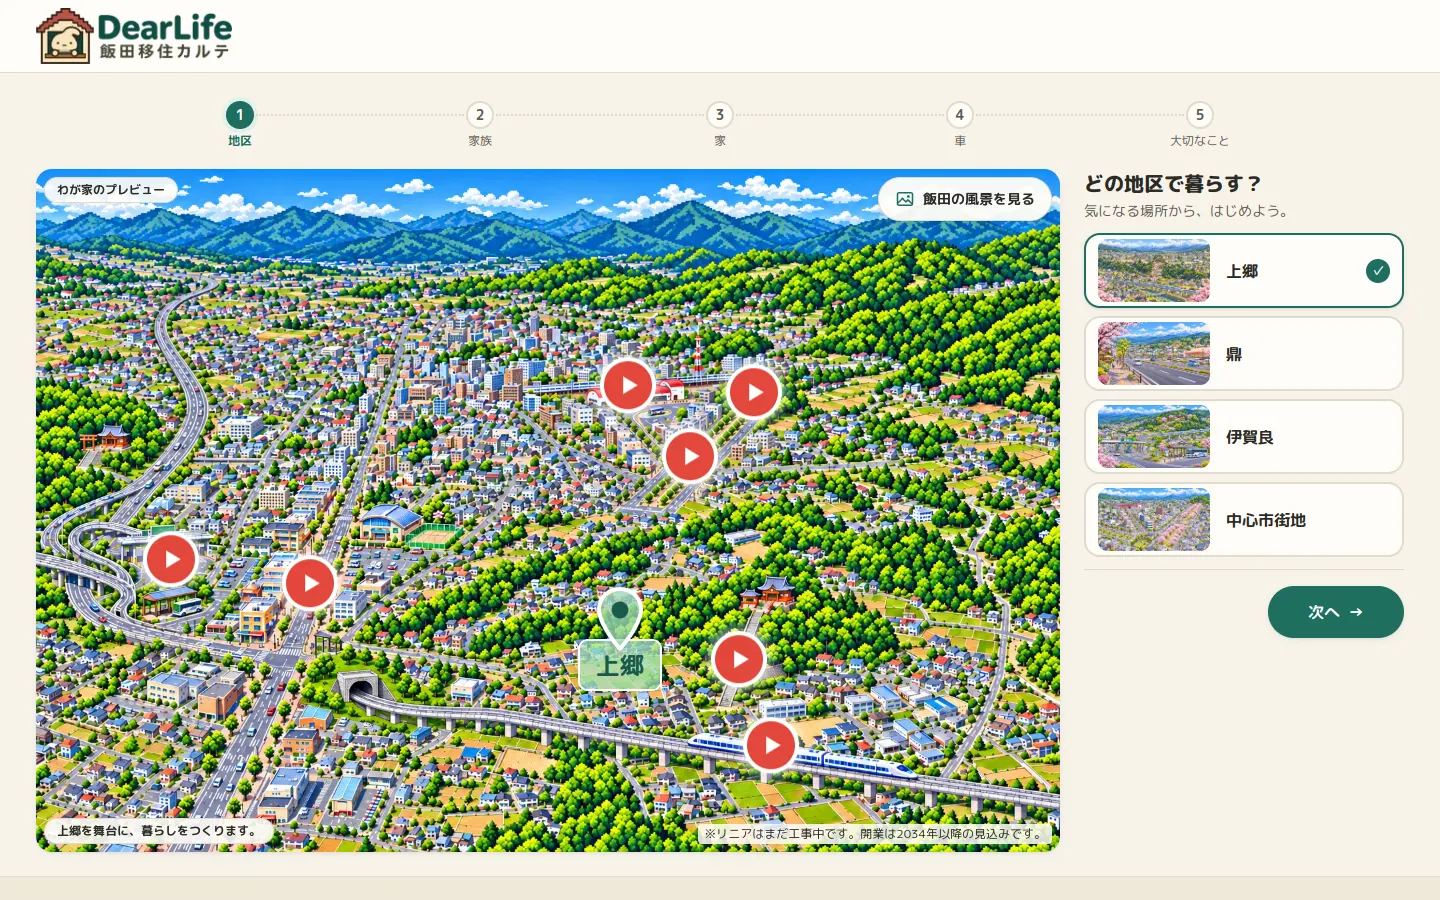 DearLife
飯田移住カルテ
1
地区
2
家族
3
家
4
車
5
大切なこと
わが家のプレビュー
飯田の風景を見る
上郷
上郷を舞台に、暮らしをつくります。
※リニアはまだ工事中です。開業は2034年以降の見込みです。
どの地区で暮らす？
気になる場所から、はじめよう。
上郷
鼎
伊賀良
中心市街地
次へ →